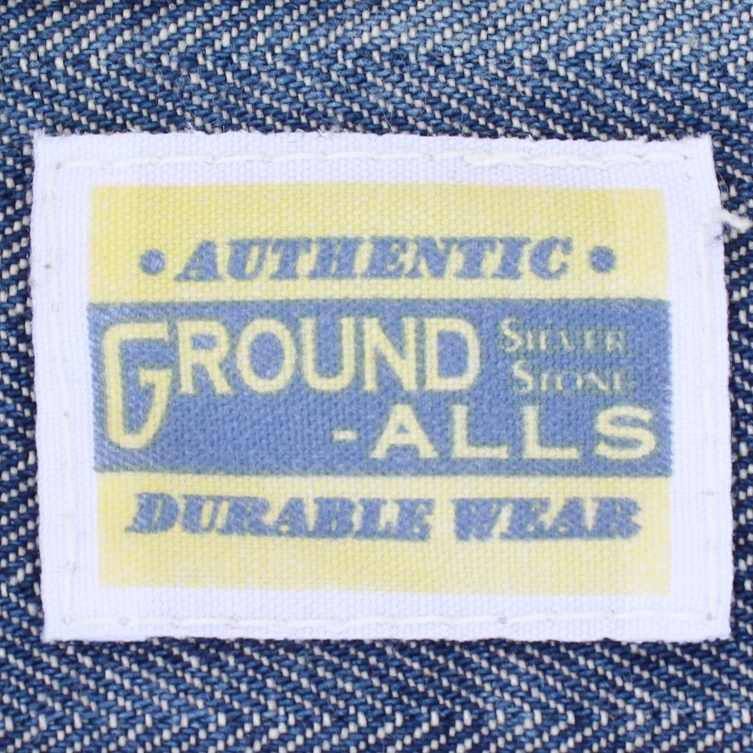 • AUTHENTIC •
GROUND SILVER STONE
-ALLS
DURABLE WEAR